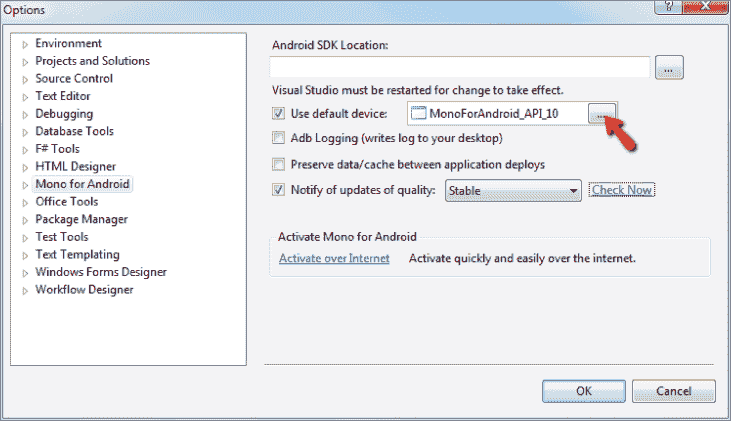 Options
Environment
Projects and Solutions
Source Control
Text Editor
Debugging
Database Tools
F# Tools
HTML Designer
Mono for Android
Office Tools
Package Manager
Test Tools
Text Templating
Windows Forms Designer
Workflow Designer
Android SDK Location:
...
Visual Studio must be restarted for change to take effect.
Use default device: MonoForAndroid_API_10 ...
Adb Logging (writes log to your desktop)
Preserve data/cache between application deploys
Notify of updates of quality: Stable Check Now
Activate Mono for Android
Activate over Internet Activate quickly and easily over the internet.
OK Cancel